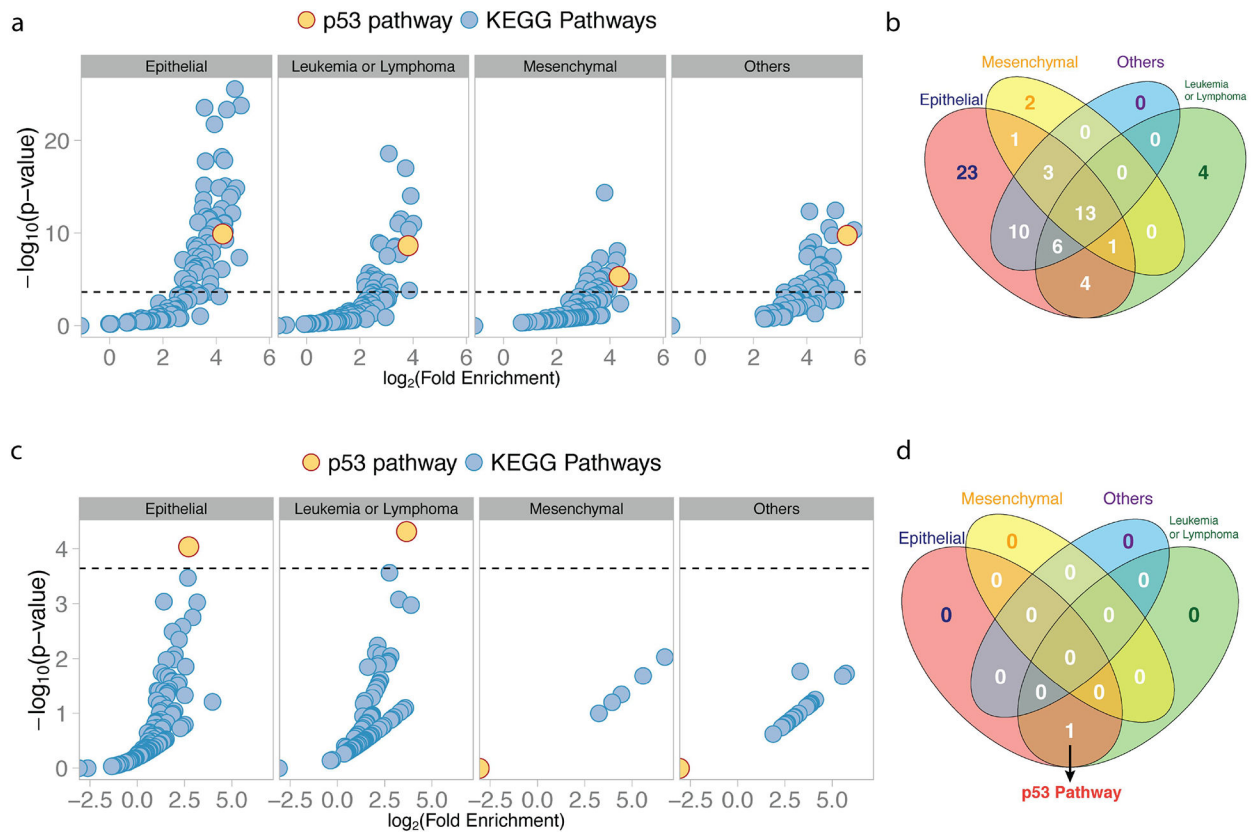 a
p53 pathway KEGG Pathways
Epithelial Leukemia or Lymphoma Mesenchymal Others
−log10(p−value)
20
10
0
0 2 4 6 0 2 4 6 0 2 4 6 0 2 4 6
log2(Fold Enrichment)
b
Mesenchymal Others
Epithelial
Leukemia
or Lymphoma
2 0
1 0 0
23 3 0 4
13
10 6 1 0
4
c
p53 pathway KEGG Pathways
Epithelial Leukemia or Lymphoma Mesenchymal Others
−log10(p−value)
4
3
2
1
0
−2.5 0.0 2.5 5.0 −2.5 0.0 2.5 5.0 −2.5 0.0 2.5 5.0 −2.5 0.0 2.5 5.0
log2(Fold Enrichment)
d
Mesenchymal Others
Epithelial
Leukemia
or Lymphoma
0 0
0 0 0
0 0 0 0
0
0 0 0 0
1
p53 Pathway